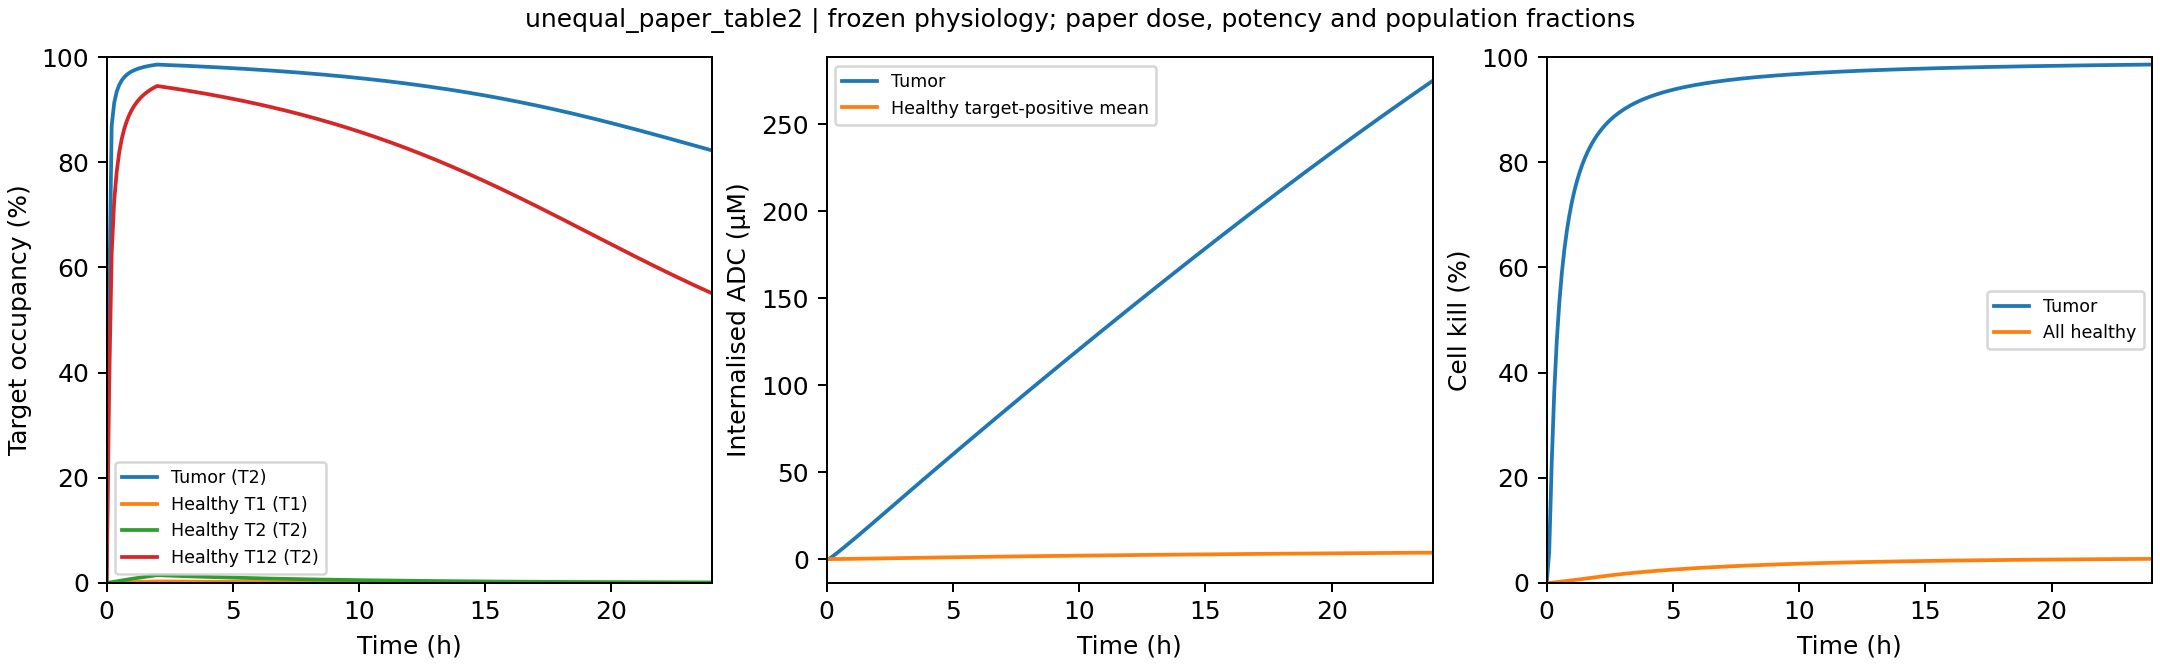 unequal_paper_table2 | frozen physiology; paper dose, potency and population fractions
Target occupancy (%)
100
80
60
40
20
0
Tumor (T2)
Healthy T1 (T1)
Healthy T2 (T2)
Healthy T12 (T2)
0 5 10 15 20
Time (h)
Internalised ADC (µM)
250
200
150
100
50
0
Tumor
Healthy target-positive mean
0 5 10 15 20
Time (h)
Cell kill (%)
100
80
60
40
20
0
Tumor
All healthy
0 5 10 15 20
Time (h)